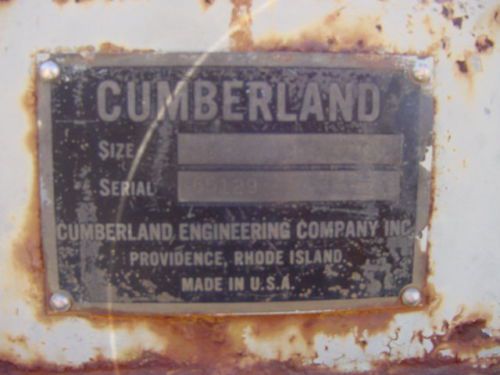 CUMBERLAND
SIZE
SERIAL
CUMBERLAND ENGINEERING COMPANY INC.
PROVIDENCE, RHODE ISLAND
MADE IN U.S.A.